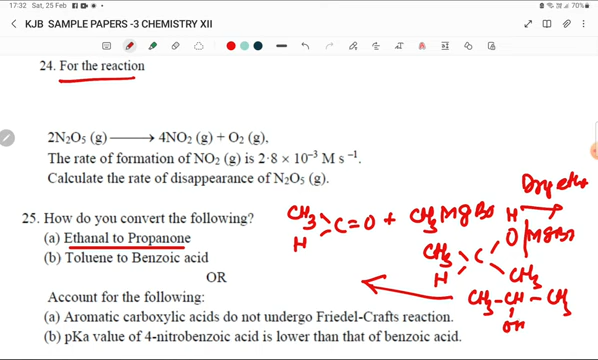 17:32 Sat, 25 Feb
70%
KJB SAMPLE PAPERS -3 CHEMISTRY XII
24. For the reaction
2N₂O₅ (g) ⟶ 4NO₂ (g) + O₂ (g),
The rate of formation of NO₂ (g) is 2·8 × 10⁻³ M s⁻¹.
Calculate the rate of disappearance of N₂O₅ (g).
25. How do you convert the following?
(a) Ethanal to Propanone
(b) Toluene to Benzoic acid
OR
Account for the following:
(a) Aromatic carboxylic acids do not undergo Friedel-Crafts reaction.
(b) pKa value of 4-nitrobenzoic acid is lower than that of benzoic acid.
Dry ether
CH₃
C=O + CH₃MgBr
H
H
O MgBr
CH₃
C
H
CH₃
CH₃-CH-CH₃
OH